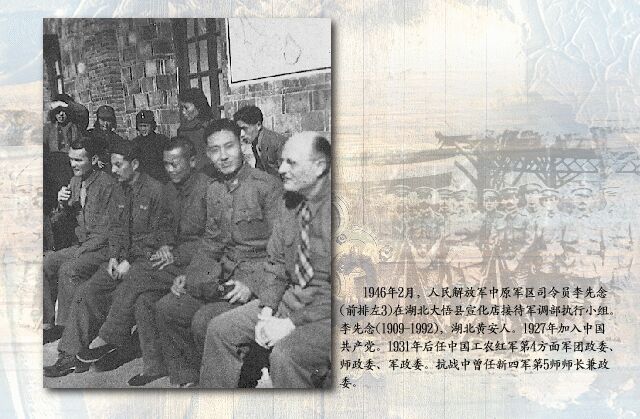 1946年2月，人民解放军中原军区司令员李先念
(前排左3)在湖北大悟县宣化店接待军调部执行小组。
李先念(1909-1992)，湖北黄安人。1927年加入中国
共产党。1931年后任中国工农红军第4方面军团政委、
师政委、军政委。抗战中曾任新四军第5师师长兼政
委。